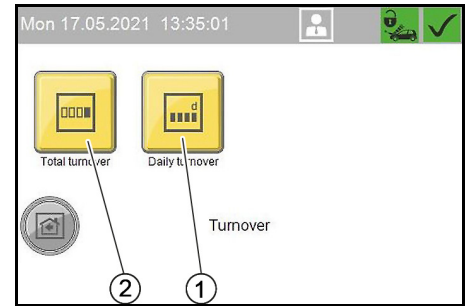 Mon 17.05.2021 13:35:01
d
Total turnover
Daily turnover
Turnover
2
1